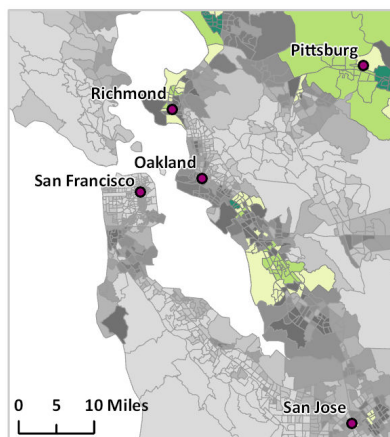 Pittsburg
Richmond
Oakland
San Francisco
San Jose
0 5 10 Miles